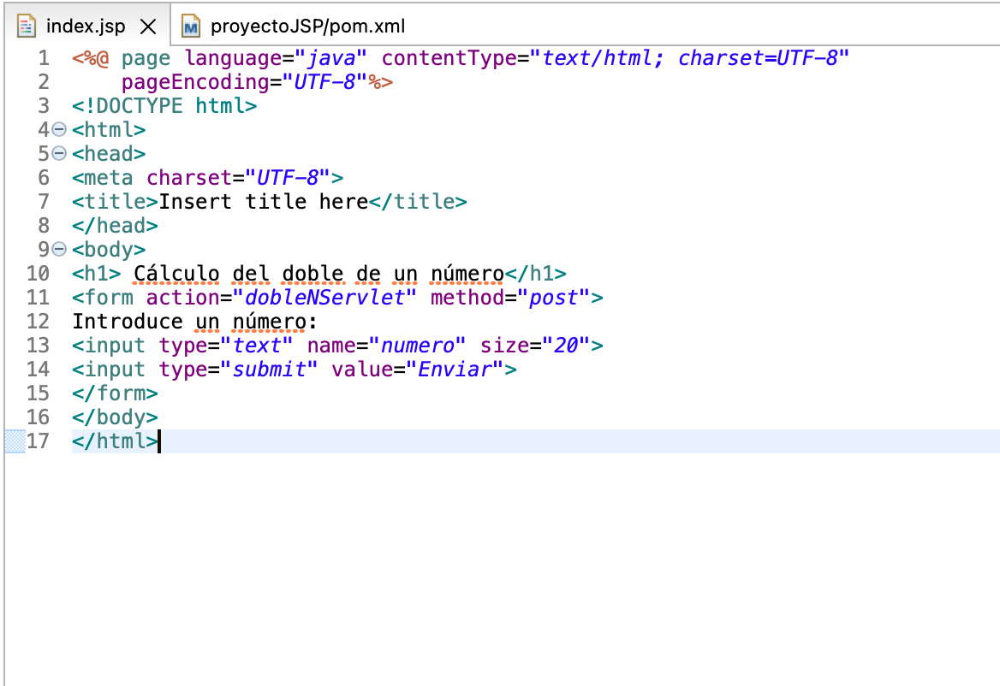 index.jsp proyectoJSP/pom.xml
1 <%@ page language="java" contentType="text/html; charset=UTF-8"
2     pageEncoding="UTF-8"%>
3 <!DOCTYPE html>
4 <html>
5 <head>
6 <meta charset="UTF-8">
7 <title>Insert title here</title>
8 </head>
9 <body>
10 <h1> Cálculo del doble de un número</h1>
11 <form action="dobleNServlet" method="post">
12 Introduce un número:
13 <input type="text" name="numero" size="20">
14 <input type="submit" value="Enviar">
15 </form>
16 </body>
17 </html>